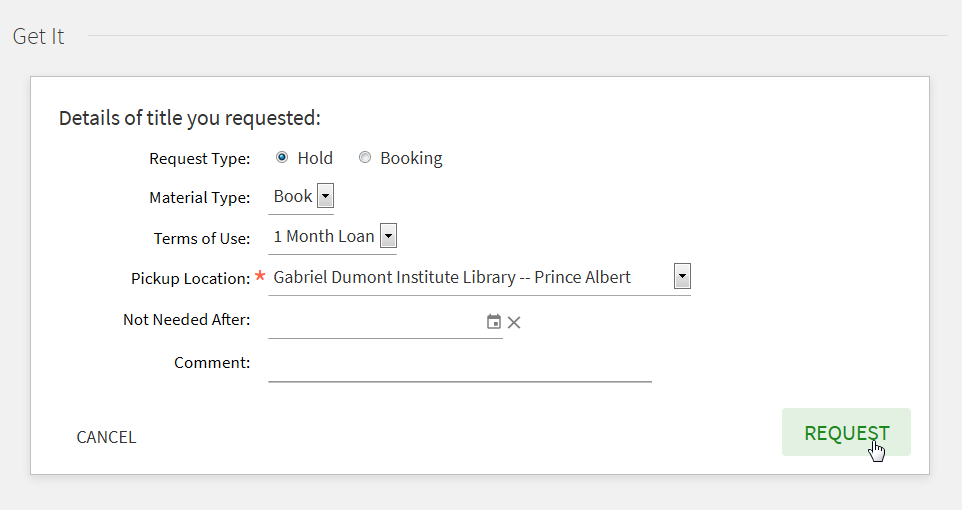 Get It
Details of title you requested:
Request Type: Hold Booking
Material Type: Book
Terms of Use: 1 Month Loan
Pickup Location: * Gabriel Dumont Institute Library -- Prince Albert
Not Needed After:
Comment:
CANCEL REQUEST